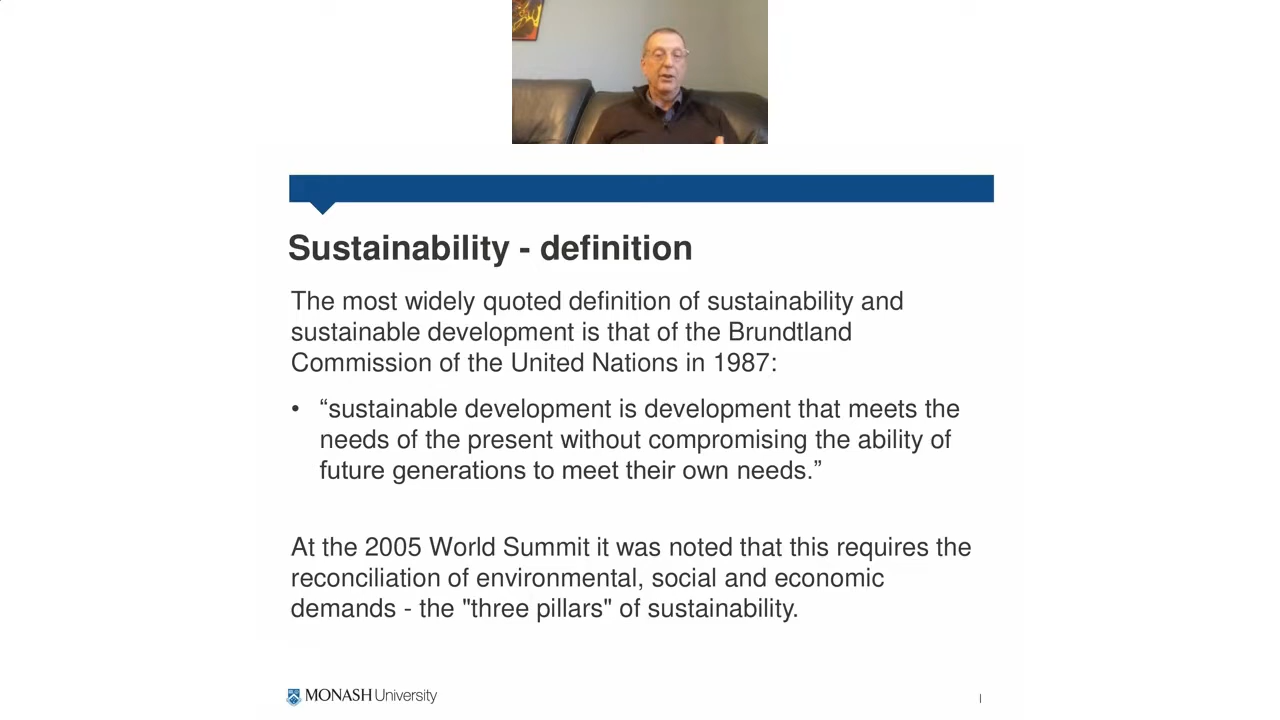 Sustainability - definition
The most widely quoted definition of sustainability and
sustainable development is that of the Brundtland
Commission of the United Nations in 1987:
• “sustainable development is development that meets the
needs of the present without compromising the ability of
future generations to meet their own needs.”
At the 2005 World Summit it was noted that this requires the
reconciliation of environmental, social and economic
demands - the "three pillars" of sustainability.
MONASH University